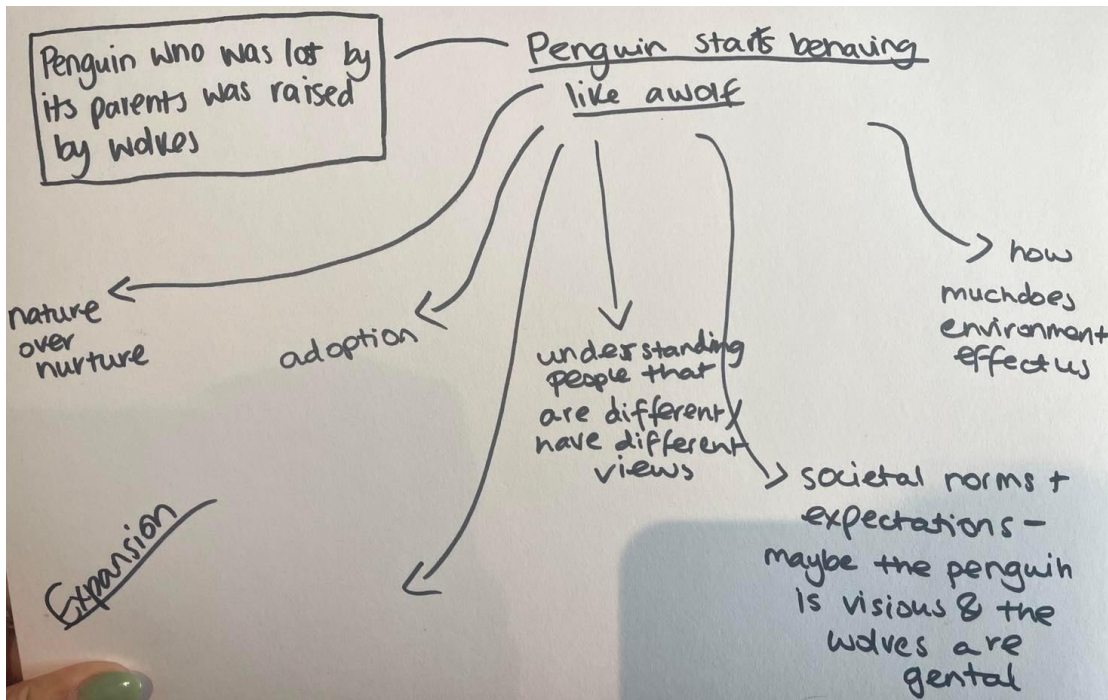 Penguin who was lost by
its parents was raised
by wolves
Penguin starts behaving
like a wolf
nature
over
nurture
adoption
understanding
people that
are different/
have different
views
societal norms +
expectations -
maybe the penguin
is visious & the
wolves are
gental
how
muchdoes
environment
effect us
Expansion